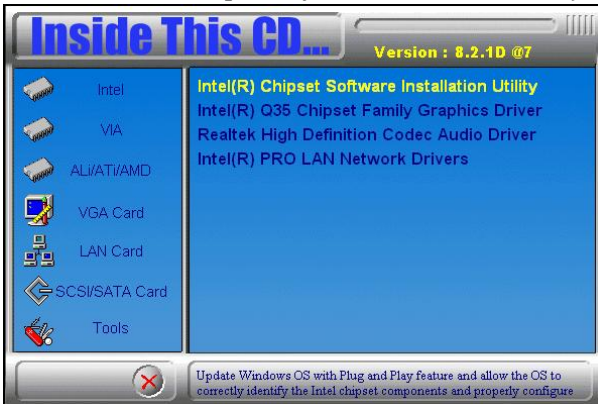 Inside This CD...
Version : 8.2.1D @7
Intel
VIA
ALi/ATi/AMD
VGA Card
LAN Card
SCSI/SATA Card
Tools
Intel(R) Chipset Software Installation Utility
Intel(R) Q35 Chipset Family Graphics Driver
Realtek High Definition Codec Audio Driver
Intel(R) PRO LAN Network Drivers
Update Windows OS with Plug and Play feature and allow the OS to
correctly identify the Intel chipset components and properly configure